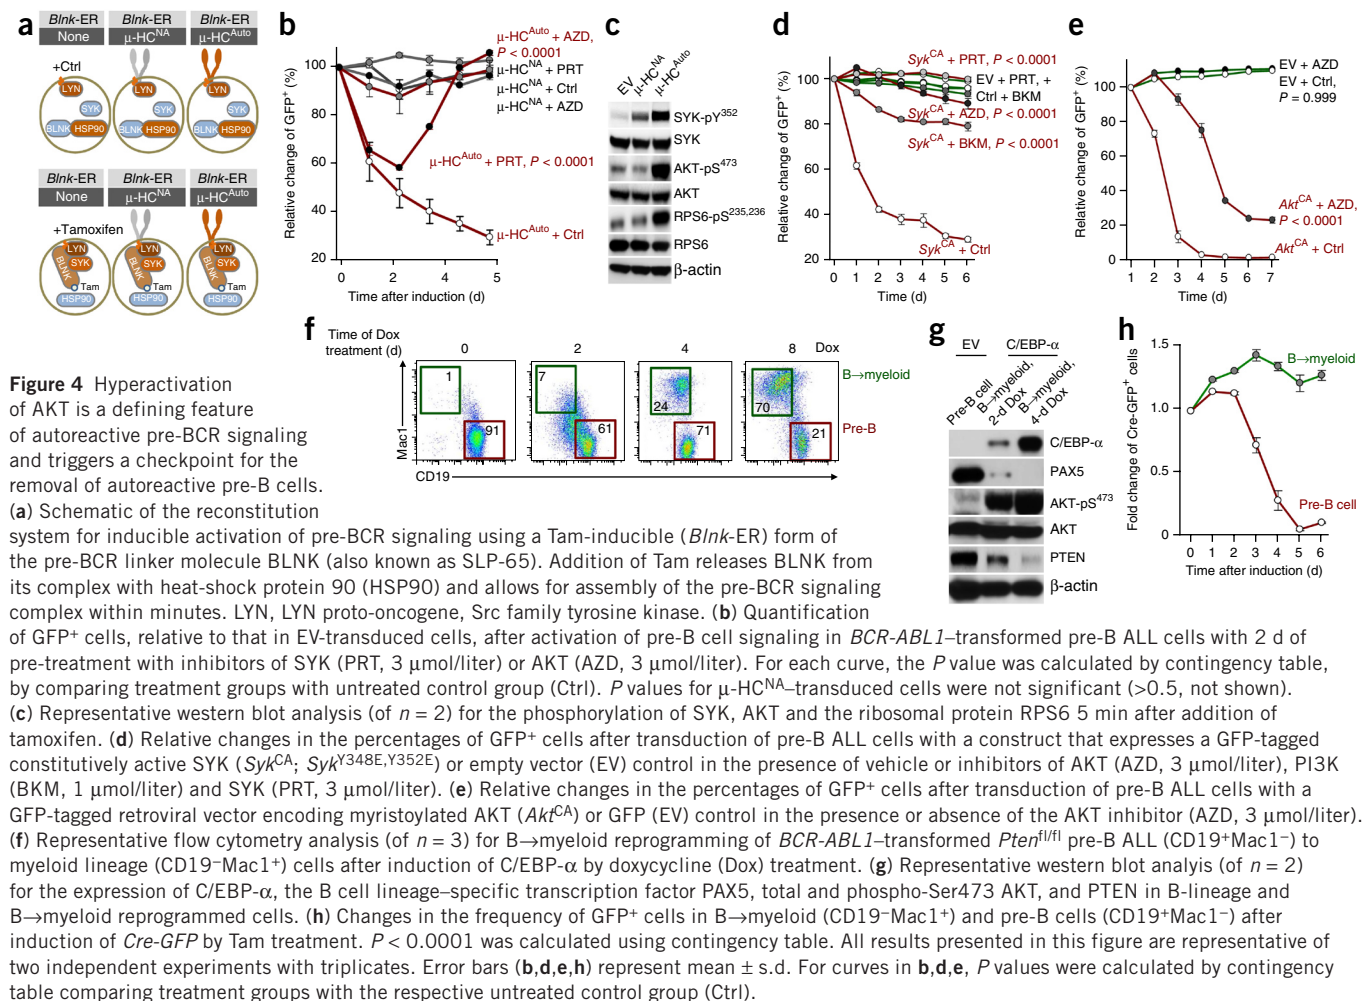 a
Blnk-ER Blnk-ER Blnk-ER
None μ-HC^NA μ-HC^Auto
+Ctrl
LYN LYN LYN
SYK SYK SYK
BLNK HSP90 BLNK HSP90 BLNK HSP90
Blnk-ER Blnk-ER Blnk-ER
None μ-HC^NA μ-HC^Auto
+Tamoxifen
LYN LYN LYN
SYK SYK SYK
BLNK BLNK BLNK
Tam Tam Tam
HSP90 HSP90 HSP90
b
Relative change of GFP⁺ (%)
140
120
100
80
60
40
20
0 2 4 5
Time after induction (d)
μ-HC^Auto + AZD,
P < 0.0001
μ-HC^NA + PRT
μ-HC^NA + Ctrl
μ-HC^NA + AZD
μ-HC^Auto + PRT, P < 0.0001
μ-HC^Auto + Ctrl
c
EV μ-HC^NA μ-HC^Auto
SYK-pY³⁵²
SYK
AKT-pS⁴⁷³
AKT
RPS6-pS²³⁵,²³⁶
RPS6
β-actin
d
Relative change of GFP⁺ (%)
120
100
80
60
40
20
0 1 2 3 4 5 6
Time (d)
Syk^CA + PRT, P < 0.0001
EV + PRT, +
Ctrl + BKM
Syk^CA + AZD, P < 0.0001
Syk^CA + BKM, P < 0.0001
Syk^CA + Ctrl
e
Relative change of GFP⁺ (%)
120
100
80
60
40
20
0
1 2 3 4 5 6 7
Time (d)
EV + AZD
EV + Ctrl,
P = 0.999
Akt^CA + AZD,
P < 0.0001
Akt^CA + Ctrl
f
Time of Dox
treatment (d)
0 2 4 8 Dox
1 7 24 70
91 61 71 21
B→myeloid
Pre-B
Mac1
CD19
g
EV C/EBP-α
Pre-B cell
B→myeloid,
2-d Dox
B→myeloid,
4-d Dox
C/EBP-α
PAX5
AKT-pS⁴⁷³
AKT
PTEN
β-actin
h
Fold change of Cre-GFP⁺ cells
1.5
1.0
0.5
0
0 1 2 3 4 5 6
Time after induction (d)
B→myeloid
Pre-B cell
Figure 4 Hyperactivation
of AKT is a defining feature
of autoreactive pre-BCR signaling
and triggers a checkpoint for the
removal of autoreactive pre-B cells.
(a) Schematic of the reconstitution
system for inducible activation of pre-BCR signaling using a Tam-inducible (Blnk-ER) form of
the pre-BCR linker molecule BLNK (also known as SLP-65). Addition of Tam releases BLNK from
its complex with heat-shock protein 90 (HSP90) and allows for assembly of the pre-BCR signaling
complex within minutes. LYN, LYN proto-oncogene, Src family tyrosine kinase. (b) Quantification
of GFP⁺ cells, relative to that in EV-transduced cells, after activation of pre-B cell signaling in BCR-ABL1–transformed pre-B ALL cells with 2 d of
pre-treatment with inhibitors of SYK (PRT, 3 μmol/liter) or AKT (AZD, 3 μmol/liter). For each curve, the P value was calculated by contingency table,
by comparing treatment groups with untreated control group (Ctrl). P values for μ-HC^NA–transduced cells were not significant (>0.5, not shown).
(c) Representative western blot analysis (of n = 2) for the phosphorylation of SYK, AKT and the ribosomal protein RPS6 5 min after addition of
tamoxifen. (d) Relative changes in the percentages of GFP⁺ cells after transduction of pre-B ALL cells with a construct that expresses a GFP-tagged
constitutively active SYK (Syk^CA; Syk^Y348E,Y352E) or empty vector (EV) control in the presence of vehicle or inhibitors of AKT (AZD, 3 μmol/liter), PI3K
(BKM, 1 μmol/liter) and SYK (PRT, 3 μmol/liter). (e) Relative changes in the percentages of GFP⁺ cells after transduction of pre-B ALL cells with a
GFP-tagged retroviral vector encoding myristoylated AKT (Akt^CA) or GFP (EV) control in the presence or absence of the AKT inhibitor (AZD, 3 μmol/liter).
(f) Representative flow cytometry analysis (of n = 3) for B→myeloid reprogramming of BCR-ABL1–transformed Pten^fl/fl pre-B ALL (CD19⁺Mac1⁻) to
myeloid lineage (CD19⁻Mac1⁺) cells after induction of C/EBP-α by doxycycline (Dox) treatment. (g) Representative western blot analyis (of n = 2)
for the expression of C/EBP-α, the B cell lineage–specific transcription factor PAX5, total and phospho-Ser473 AKT, and PTEN in B-lineage and
B→myeloid reprogrammed cells. (h) Changes in the frequency of GFP⁺ cells in B→myeloid (CD19⁻Mac1⁺) and pre-B cells (CD19⁺Mac1⁻) after
induction of Cre-GFP by Tam treatment. P < 0.0001 was calculated using contingency table. All results presented in this figure are representative of
two independent experiments with triplicates. Error bars (b,d,e,h) represent mean ± s.d. For curves in b,d,e, P values were calculated by contingency
table comparing treatment groups with the respective untreated control group (Ctrl).